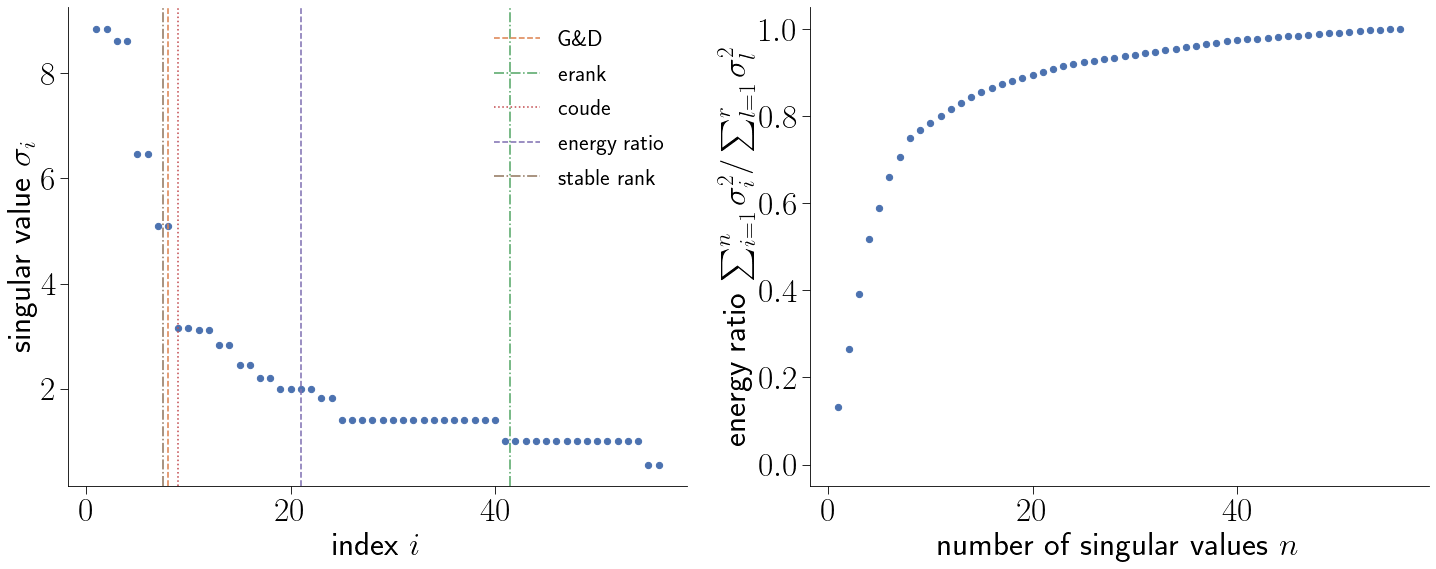 singular value σ_i
8
6
4
2
0
20
40
index i
G&D
erank
coude
energy ratio
stable rank
energy ratio ∑_{i=1}^{n} σ_i^2 / ∑_{l=1}^{r} σ_l^2
1.0
0.8
0.6
0.4
0.2
0.0
0
20
40
number of singular values n